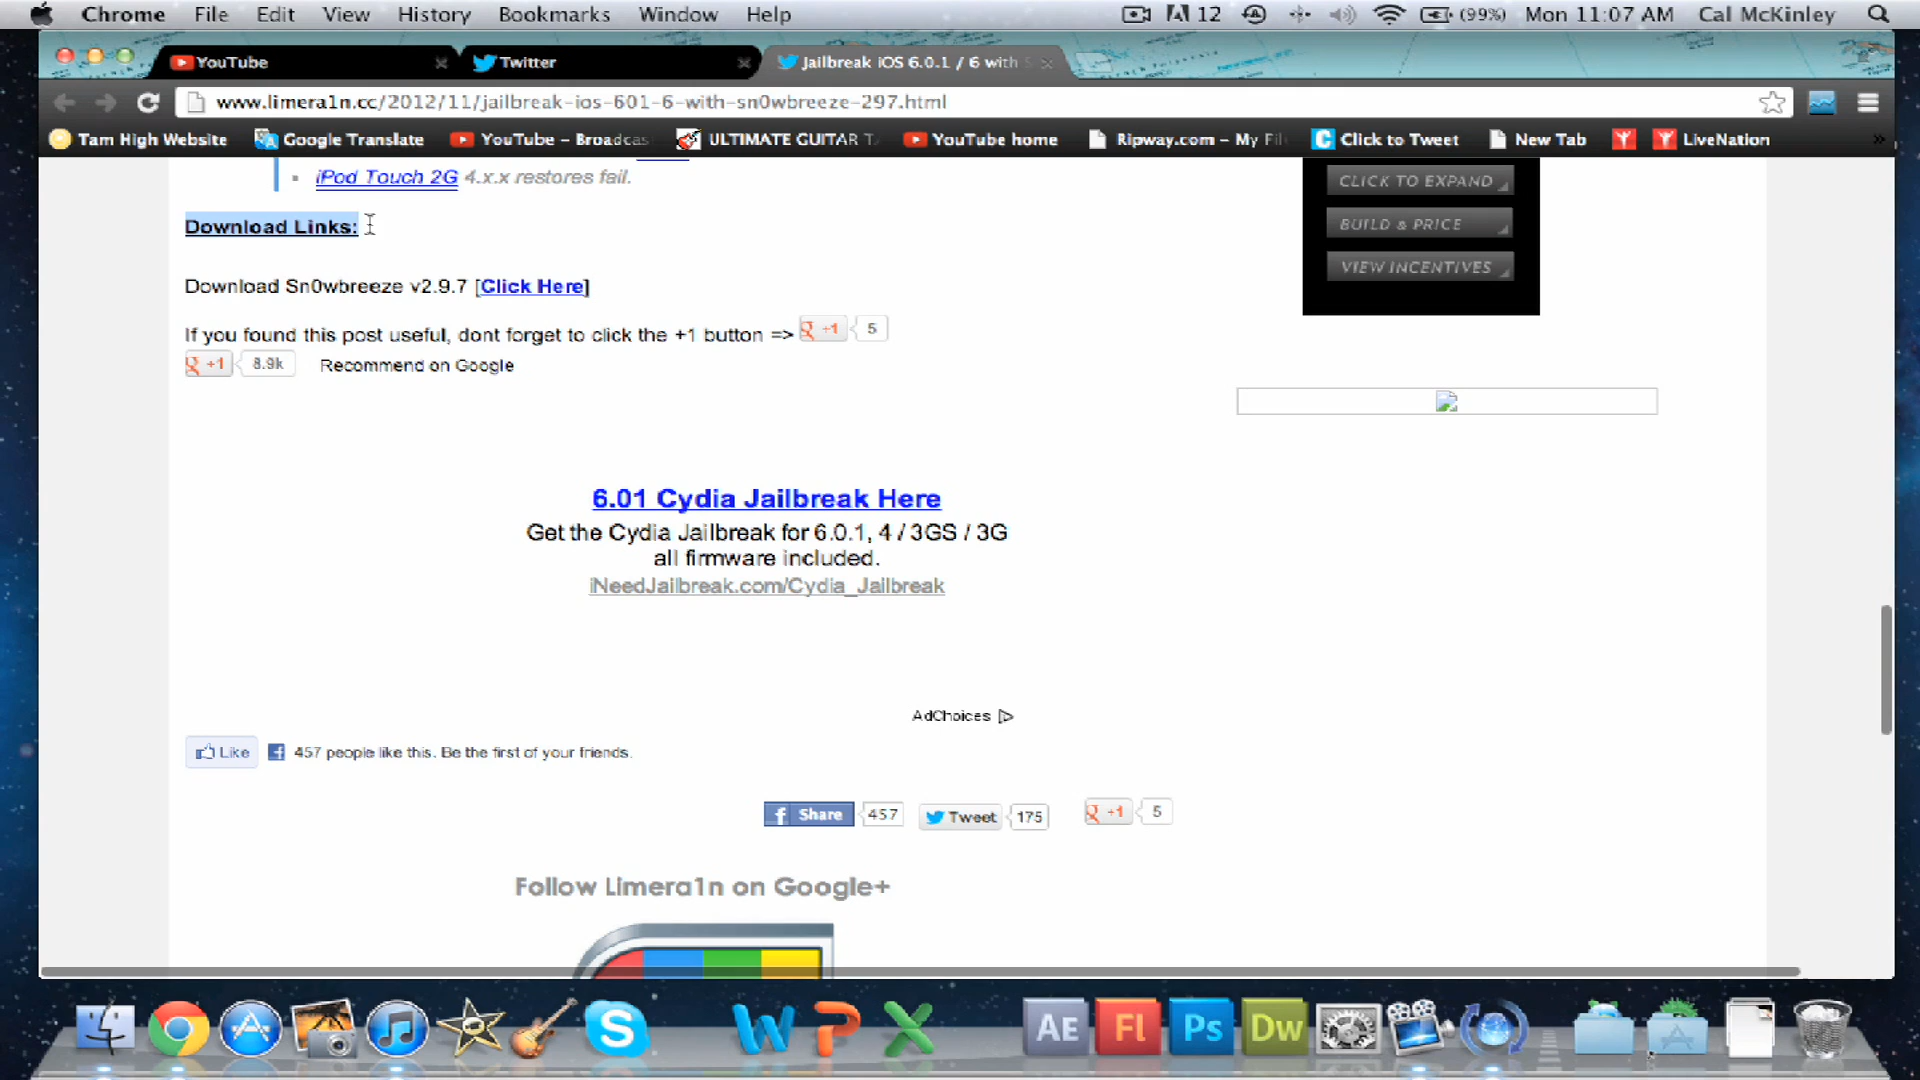 Chrome File Edit View History Bookmarks Window Help 12 (99%) Mon 11:07 AM Cal McKinley
YouTube Twitter Jailbreak iOS 6.0.1 / 6 with
www.limera1n.cc/2012/11/jailbreak-ios-601-6-with-sn0wbreeze-297.html
Tam High Website Google Translate YouTube – Broadcas ULTIMATE GUITAR T YouTube home Ripway.com – My Fil Click to Tweet New Tab LiveNation »
iPod Touch 2G 4.x.x restores fail.
CLICK TO EXPAND
BUILD & PRICE
VIEW INCENTIVES
Download Links:
Download Sn0wbreeze v2.9.7 [Click Here]
If you found this post useful, dont forget to click the +1 button => +1 5
+1 8.9k Recommend on Google
6.01 Cydia Jailbreak Here
Get the Cydia Jailbreak for 6.0.1, 4 / 3GS / 3G
all firmware included.
iNeedJailbreak.com/Cydia_Jailbreak
AdChoices
Like 457 people like this. Be the first of your friends.
Share 457 Tweet 175 +1 5
Follow Limera1n on Google+
W P X AE Fl Ps Dw